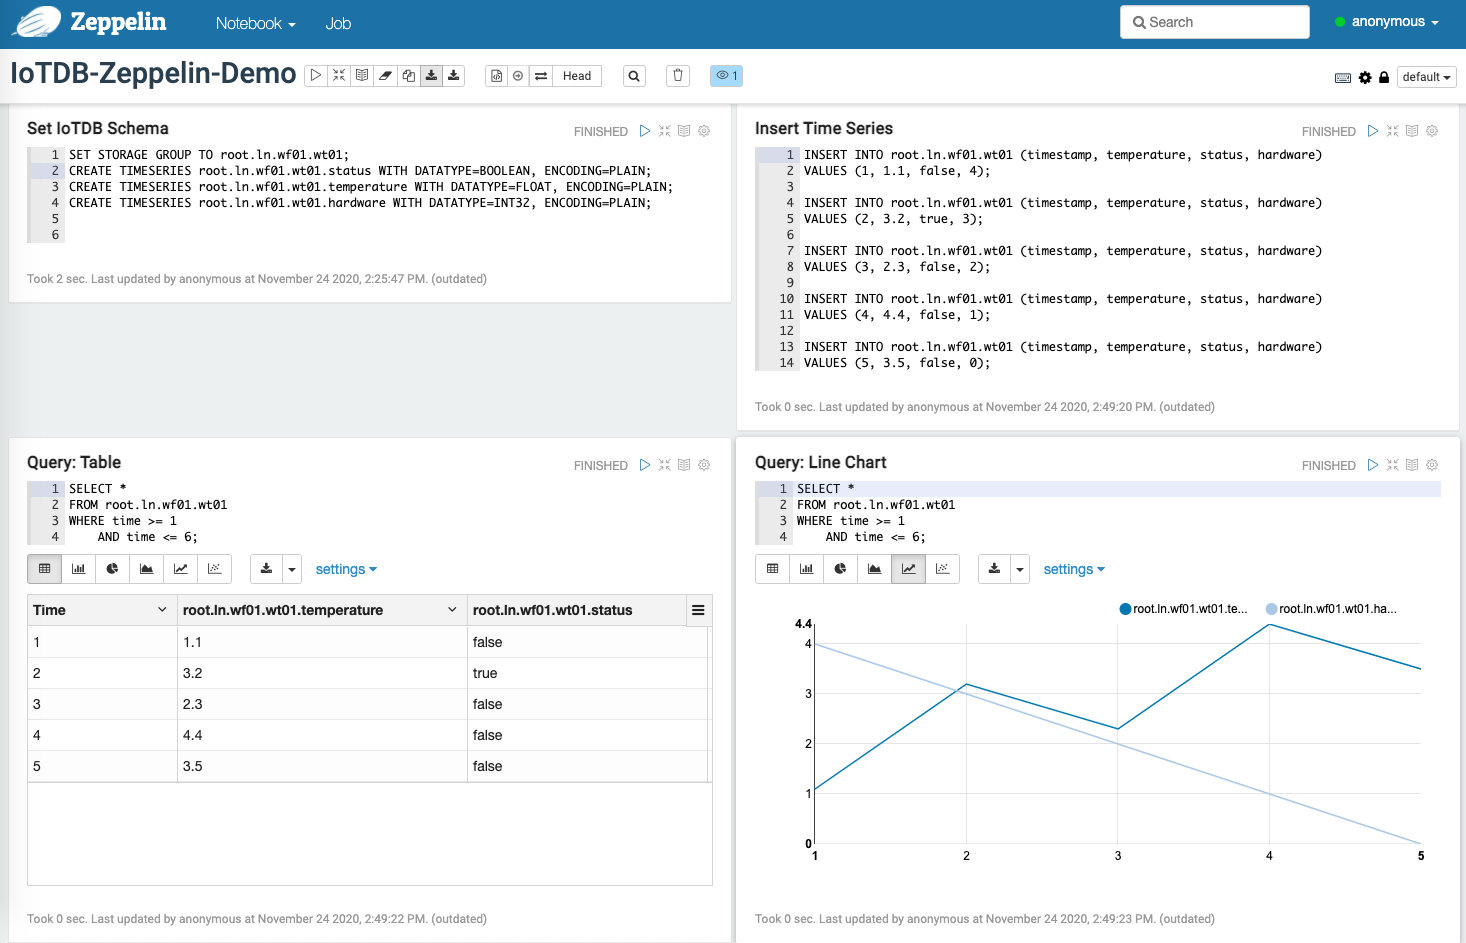 Zeppelin
Notebook
Job
Search
anonymous
IoTDB-Zeppelin-Demo
Head
1
default
Set IoTDB Schema
FINISHED
1 SET STORAGE GROUP TO root.ln.wf01.wt01;
2 CREATE TIMESERIES root.ln.wf01.wt01.status WITH DATATYPE=BOOLEAN, ENCODING=PLAIN;
3 CREATE TIMESERIES root.ln.wf01.wt01.temperature WITH DATATYPE=FLOAT, ENCODING=PLAIN;
4 CREATE TIMESERIES root.ln.wf01.wt01.hardware WITH DATATYPE=INT32, ENCODING=PLAIN;
5
6
Took 2 sec. Last updated by anonymous at November 24 2020, 2:25:47 PM. (outdated)
Insert Time Series
FINISHED
1 INSERT INTO root.ln.wf01.wt01 (timestamp, temperature, status, hardware)
2 VALUES (1, 1.1, false, 4);
3
4 INSERT INTO root.ln.wf01.wt01 (timestamp, temperature, status, hardware)
5 VALUES (2, 3.2, true, 3);
6
7 INSERT INTO root.ln.wf01.wt01 (timestamp, temperature, status, hardware)
8 VALUES (3, 2.3, false, 2);
9
10 INSERT INTO root.ln.wf01.wt01 (timestamp, temperature, status, hardware)
11 VALUES (4, 4.4, false, 1);
12
13 INSERT INTO root.ln.wf01.wt01 (timestamp, temperature, status, hardware)
14 VALUES (5, 3.5, false, 0);
Took 0 sec. Last updated by anonymous at November 24 2020, 2:49:20 PM. (outdated)
Query: Table
FINISHED
1 SELECT *
2 FROM root.ln.wf01.wt01
3 WHERE time >= 1
4     AND time <= 6;
settings
Time root.ln.wf01.wt01.temperature root.ln.wf01.wt01.status
1 1.1 false
2 3.2 true
3 2.3 false
4 4.4 false
5 3.5 false
Took 0 sec. Last updated by anonymous at November 24 2020, 2:49:22 PM. (outdated)
Query: Line Chart
FINISHED
1 SELECT *
2 FROM root.ln.wf01.wt01
3 WHERE time >= 1
4     AND time <= 6;
settings
root.ln.wf01.wt01.te... root.ln.wf01.wt01.ha...
4.4
4
3
2
1
0
1 2 3 4 5
Took 0 sec. Last updated by anonymous at November 24 2020, 2:49:23 PM. (outdated)